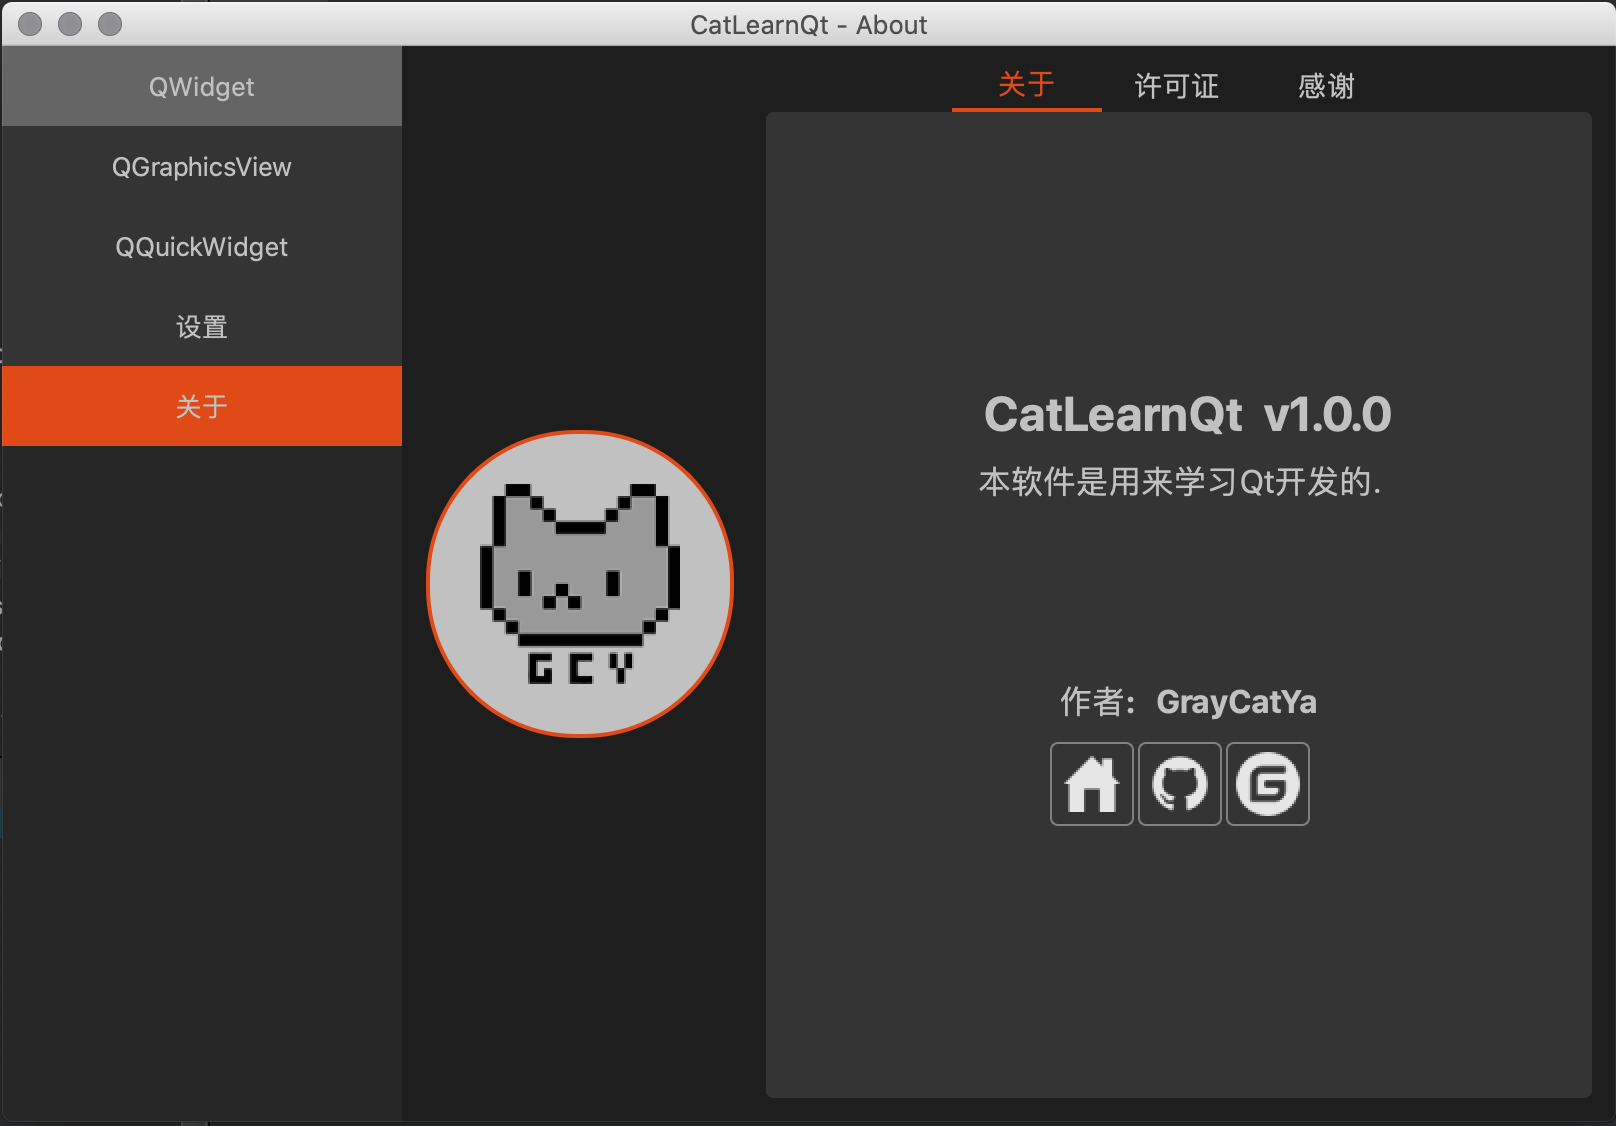 CatLearnQt - About
QWidget
QGraphicsView
QQuickWidget
设置
关于
关于
许可证
感谢
GCY
CatLearnQt v1.0.0
本软件是用来学习Qt开发的.
作者: GrayCatYa